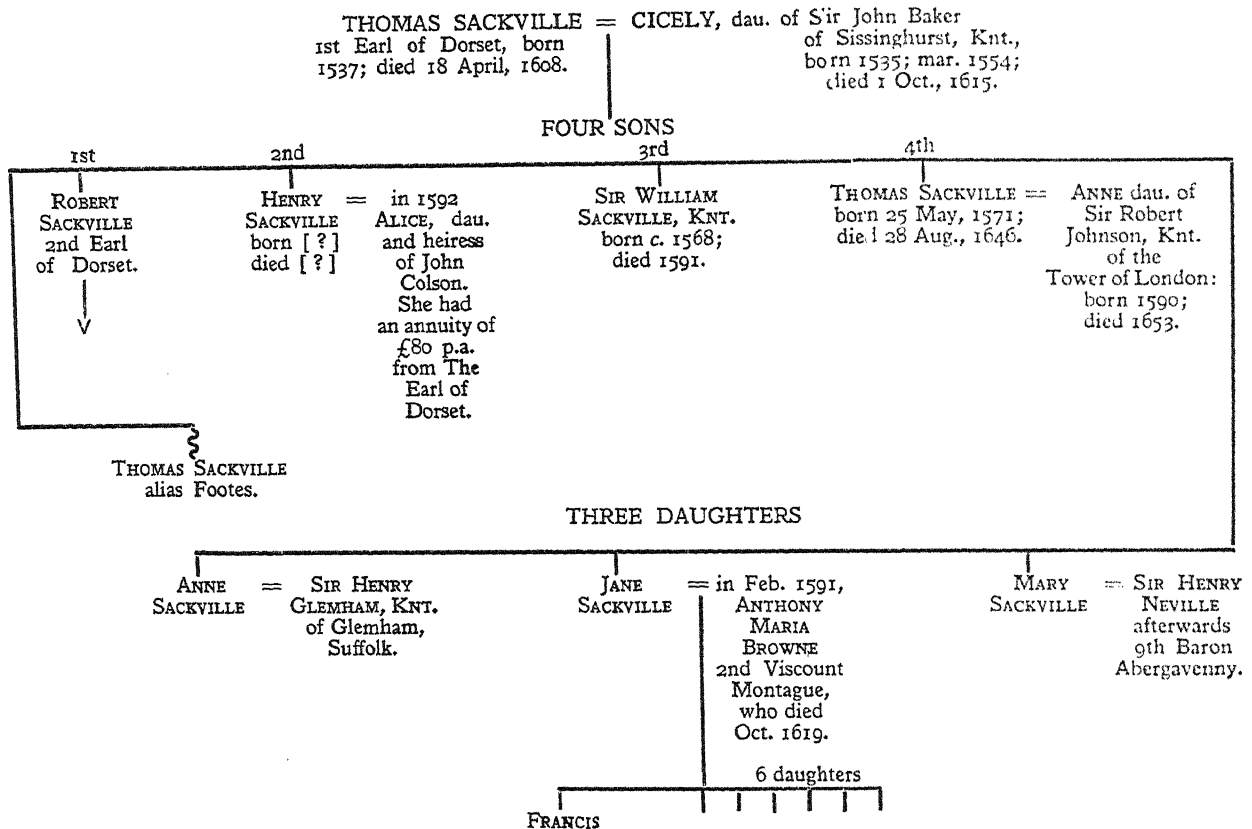 THOMAS SACKVILLE = CICELY, dau. of Sir John Baker
1st Earl of Dorset, born
1537; died 18 April, 1608.
of Sissinghurst, Knt.,
born 1535; mar. 1554;
died 1 Oct., 1615.
FOUR SONS
1st
2nd
3rd
4th
ROBERT
SACKVILLE
2nd Earl
of Dorset.
HENRY =
SACKVILLE
born [ ? ]
died [ ? ]
in 1592
ALICE, dau.
and heiress
of John
Colson.
She had
an annuity of
£80 p.a.
from The
Earl of
Dorset.
SIR WILLIAM
SACKVILLE, KNT.
born c. 1568;
died 1591.
THOMAS SACKVILLE =
born 25 May, 1571;
died 28 Aug., 1646.
ANNE dau. of
Sir Robert
Johnson, Knt.
of the
Tower of London:
born 1590;
died 1653.
THOMAS SACKVILLE
alias Footes.
THREE DAUGHTERS
ANNE =
SACKVILLE
SIR HENRY
GLEMHAM, KNT.
of Glemham,
Suffolk.
JANE =
SACKVILLE
in Feb. 1591,
ANTHONY
MARIA
BROWNE
2nd Viscount
Montague,
who died
Oct. 1619.
MARY =
SACKVILLE
SIR HENRY
NEVILLE
afterwards
9th Baron
Abergavenny.
6 daughters
FRANCIS